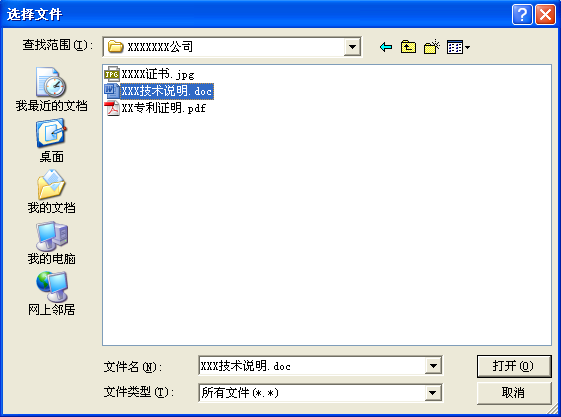 选择文件
查找范围(I):
XXXXXXX公司
XXXX证书.jpg
XXX技术说明.doc
XX专利证明.pdf
我最近的文档
桌面
我的文档
我的电脑
网上邻居
文件名(N):
XXX技术说明.doc
打开(O)
文件类型(T):
所有文件(*.*)
取消